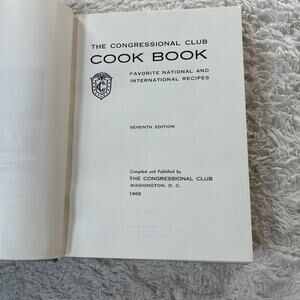 THE CONGRESSIONAL CLUB
COOK BOOK
FAVORITE NATIONAL AND
INTERNATIONAL RECIPES
SEVENTH EDITION
Compiled and Published by
THE CONGRESSIONAL CLUB
WASHINGTON, D. C.
1965